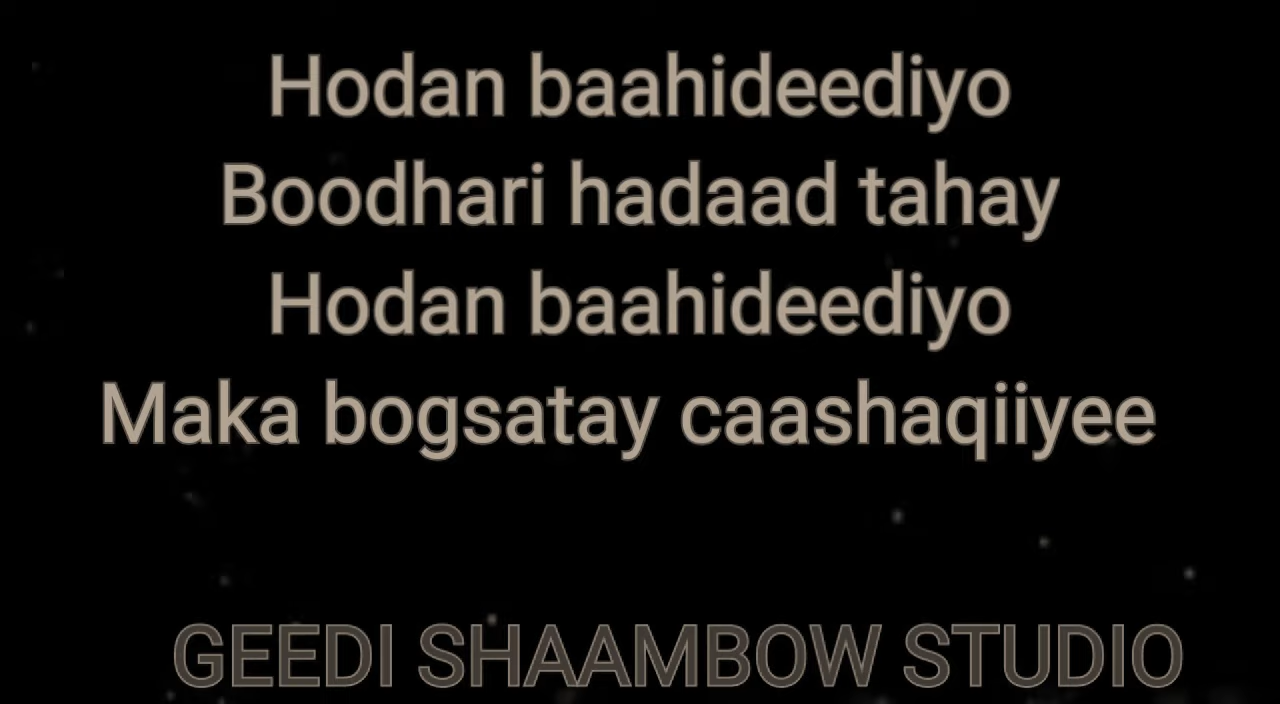 Hodan baahideediyo
Boodhari hadaad tahay
Hodan baahideediyo
Maka bogsatay caashaqiiyee
GEEDI SHAAMBOW STUDIO